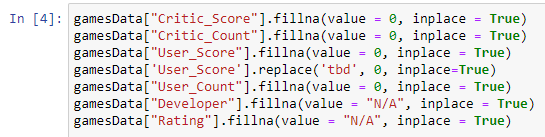 In [4]: gamesData["Critic_Score"].fillna(value = 0, inplace = True)
gamesData["Critic_Count"].fillna(value = 0, inplace = True)
gamesData["User_Score"].fillna(value = 0, inplace = True)
gamesData['User_Score'].replace('tbd', 0, inplace=True)
gamesData["User_Count"].fillna(value = 0, inplace = True)
gamesData["Developer"].fillna(value = "N/A", inplace = True)
gamesData["Rating"].fillna(value = "N/A", inplace = True)